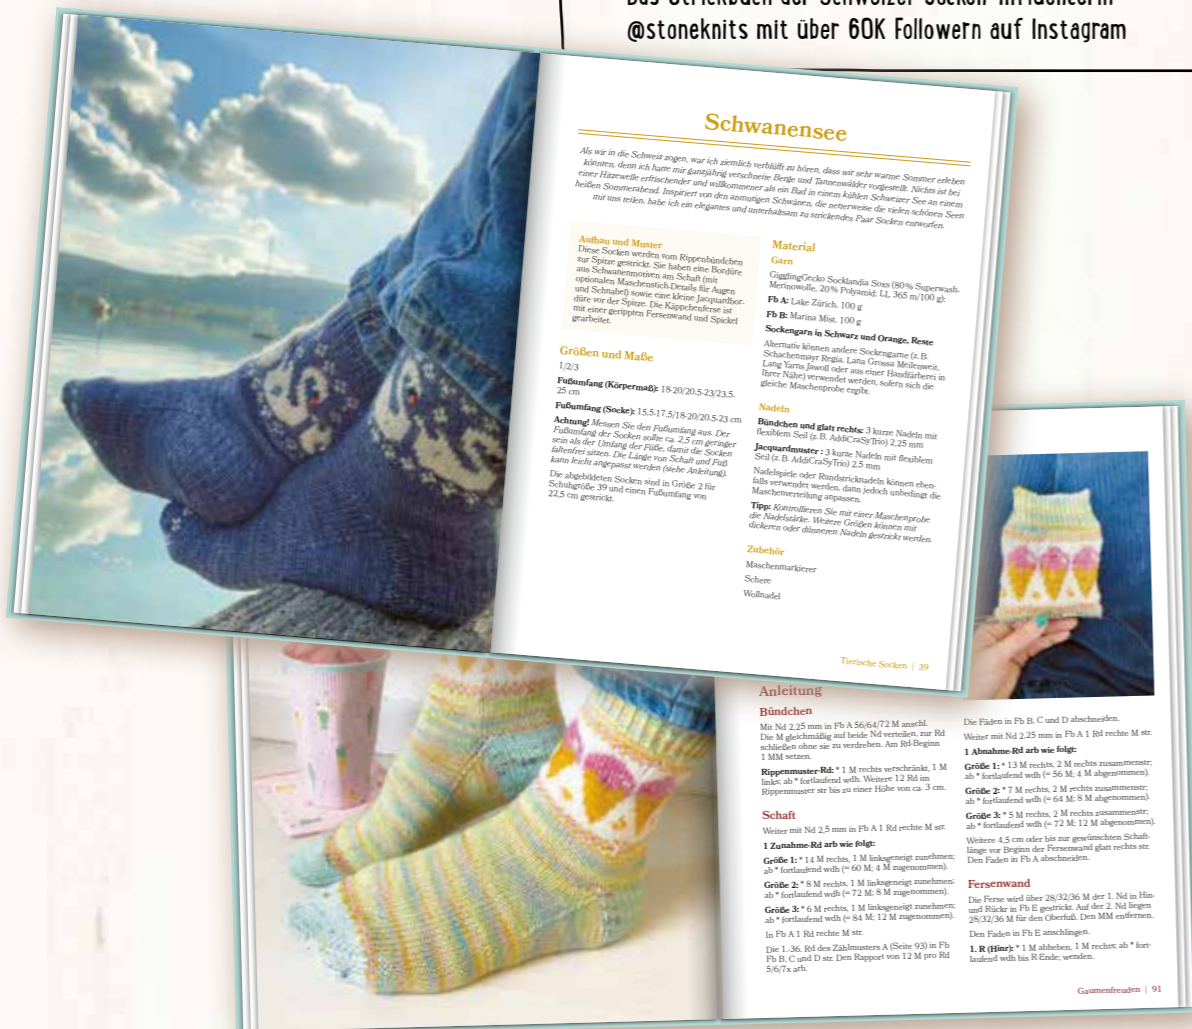 Das Strickbuch der Schweizer Socken-Influencerin
@stoneknits mit über 60K Followern auf Instagram
Schwanensee
Als wir in die Schweiz zogen, war ich ziemlich verblüfft zu hören, dass wir sehr warme Sommer erleben
könnten, denn ich hatte mir ganzjährig verschneite Berge und Tannenwälder vorgestellt. Nichts ist bei
einer Hitzewelle erfrischender und willkommener als ein Bad in einem kühlen Schweizer See an einem
heißen Sommerabend. Inspiriert von den anmutigen Schwänen, die netterweise die vielen schönen Seen
mit uns teilen, habe ich ein elegantes und unterhaltsam zu strickendes Paar Socken entworfen.
Aufbau und Muster
Diese Socken werden vom Rippenbündchen
zur Spitze gestrickt. Sie haben eine Bordüre
aus Schwanenmotiven am Schaft (mit
optionalen Maschenstich-Details für Augen
und Schnabel) sowie eine kleine Jacquardbor-
düre vor der Spitze. Die Käppchenferse ist
mit einer gerippten Fersenwand und Spickel
gearbeitet.
Größen und Maße
1/2/3
Fußumfang (Körpermaß): 18-20/20.5-23/23.5-
25 cm
Fußumfang (Socke): 15.5-17.5/18-20/20.5-23 cm
Achtung! Messen Sie den Fußumfang aus. Der
Fußumfang der Socken sollte ca. 2,5 cm geringer
sein als der Umfang der Füße, damit die Socken
faltenfrei sitzen. Die Länge von Schaft und Fuß
kann leicht angepasst werden (siehe Anleitung).
Die abgebildeten Socken sind in Größe 2 für
Schuhgröße 39 und einen Fußumfang von
22,5 cm gestrickt.
Material
Garn
GigglingGecko Socklandia Soxs (80% Superwash-
Merinowolle, 20% Polyamid; LL 365 m/100 g):
Fb A: Lake Zürich, 100 g
Fb B: Marina Mist, 100 g
Sockengarn in Schwarz und Orange, Reste
Alternativ können andere Sockengarne (z. B.
Schachenmayr Regia, Lana Grossa Meilenweit,
Lang Yarns Jawoll oder aus einer Handfärberei in
Ihrer Nähe) verwendet werden, sofern sich die
gleiche Maschenprobe ergibt.
Nadeln
Bündchen und glatt rechts: 3 kurze Nadeln mit
flexiblem Seil (z. B. AddiCraSyTrio) 2,25 mm
Jacquardmuster : 3 kurze Nadeln mit flexiblem
Seil (z. B. AddiCraSyTrio) 2,5 mm
Nadelspiele oder Rundstricknadeln können eben-
falls verwendet werden, dann jedoch unbedingt die
Maschenverteilung anpassen.
Tipp: Kontrollieren Sie mit einer Maschenprobe
die Nadelstärke. Weitere Größen können mit
dickeren oder dünneren Nadeln gestrickt werden.
Zubehör
Maschenmarkierer
Schere
Wollnadel
Tierische Socken | 39
Anleitung
Bündchen
Mit Nd 2,25 mm in Fb A 56/64/72 M anschl.
Die M gleichmäßig auf beide Nd verteilen, zur Rd
schließen ohne sie zu verdrehen. Am Rd-Beginn
1 MM setzen.
Rippenmuster-Rd: * 1 M rechts verschränkt, 1 M
links; ab * fortlaufend wdh. Weitere 12 Rd im
Rippenmuster str bis zu einer Höhe von ca. 3 cm.
Schaft
Weiter mit Nd 2,5 mm in Fb A 1 Rd rechte M str.
1 Zunahme-Rd arb wie folgt:
Größe 1: * 14 M rechts, 1 M linksgeneigt zunehmen;
ab * fortlaufend wdh (= 60 M; 4 M zugenommen).
Größe 2: * 8 M rechts, 1 M linksgeneigt zunehmen;
ab * fortlaufend wdh (= 72 M; 8 M zugenommen).
Größe 3: * 6 M rechts, 1 M linksgeneigt zunehmen;
ab * fortlaufend wdh (= 84 M; 12 M zugenommen).
In Fb A 1 Rd rechte M str.
Die 1.-36. Rd des Zählmusters A (Seite 93) in Fb
Fb B, C und D str. Den Rapport von 12 M pro Rd
5/6/7x arb.
Die Fäden in Fb B, C und D abschneiden.
Weiter mit Nd 2,25 mm in Fb A 1 Rd rechte M str.
1 Abnahme-Rd arb wie folgt:
Größe 1: * 13 M rechts, 2 M rechts zusammenstr;
ab * fortlaufend wdh (= 56 M; 4 M abgenommen).
Größe 2: * 7 M rechts, 2 M rechts zusammenstr;
ab * fortlaufend wdh (= 64 M; 8 M abgenommen).
Größe 3: * 5 M rechts, 2 M rechts zusammenstr;
ab * fortlaufend wdh (= 72 M; 12 M abgenommen).
Weitere 4,5 cm oder bis zur gewünschten Schaft-
länge vor Beginn der Fersenwand glatt rechts str.
Den Faden in Fb A abschneiden.
Fersenwand
Die Ferse wird über 28/32/36 M der 1. Nd in Hin-
und Rückr in Fb E gestrickt. Auf der 2. Nd liegen
28/32/36 M für den Oberfuß. Den MM entfernen.
Den Faden in Fb E anschlingen.
1. R (Hinr): * 1 M abheben, 1 M rechts; ab * fort-
laufend wdh bis R-Ende; wenden.
Gaumenfreuden | 91